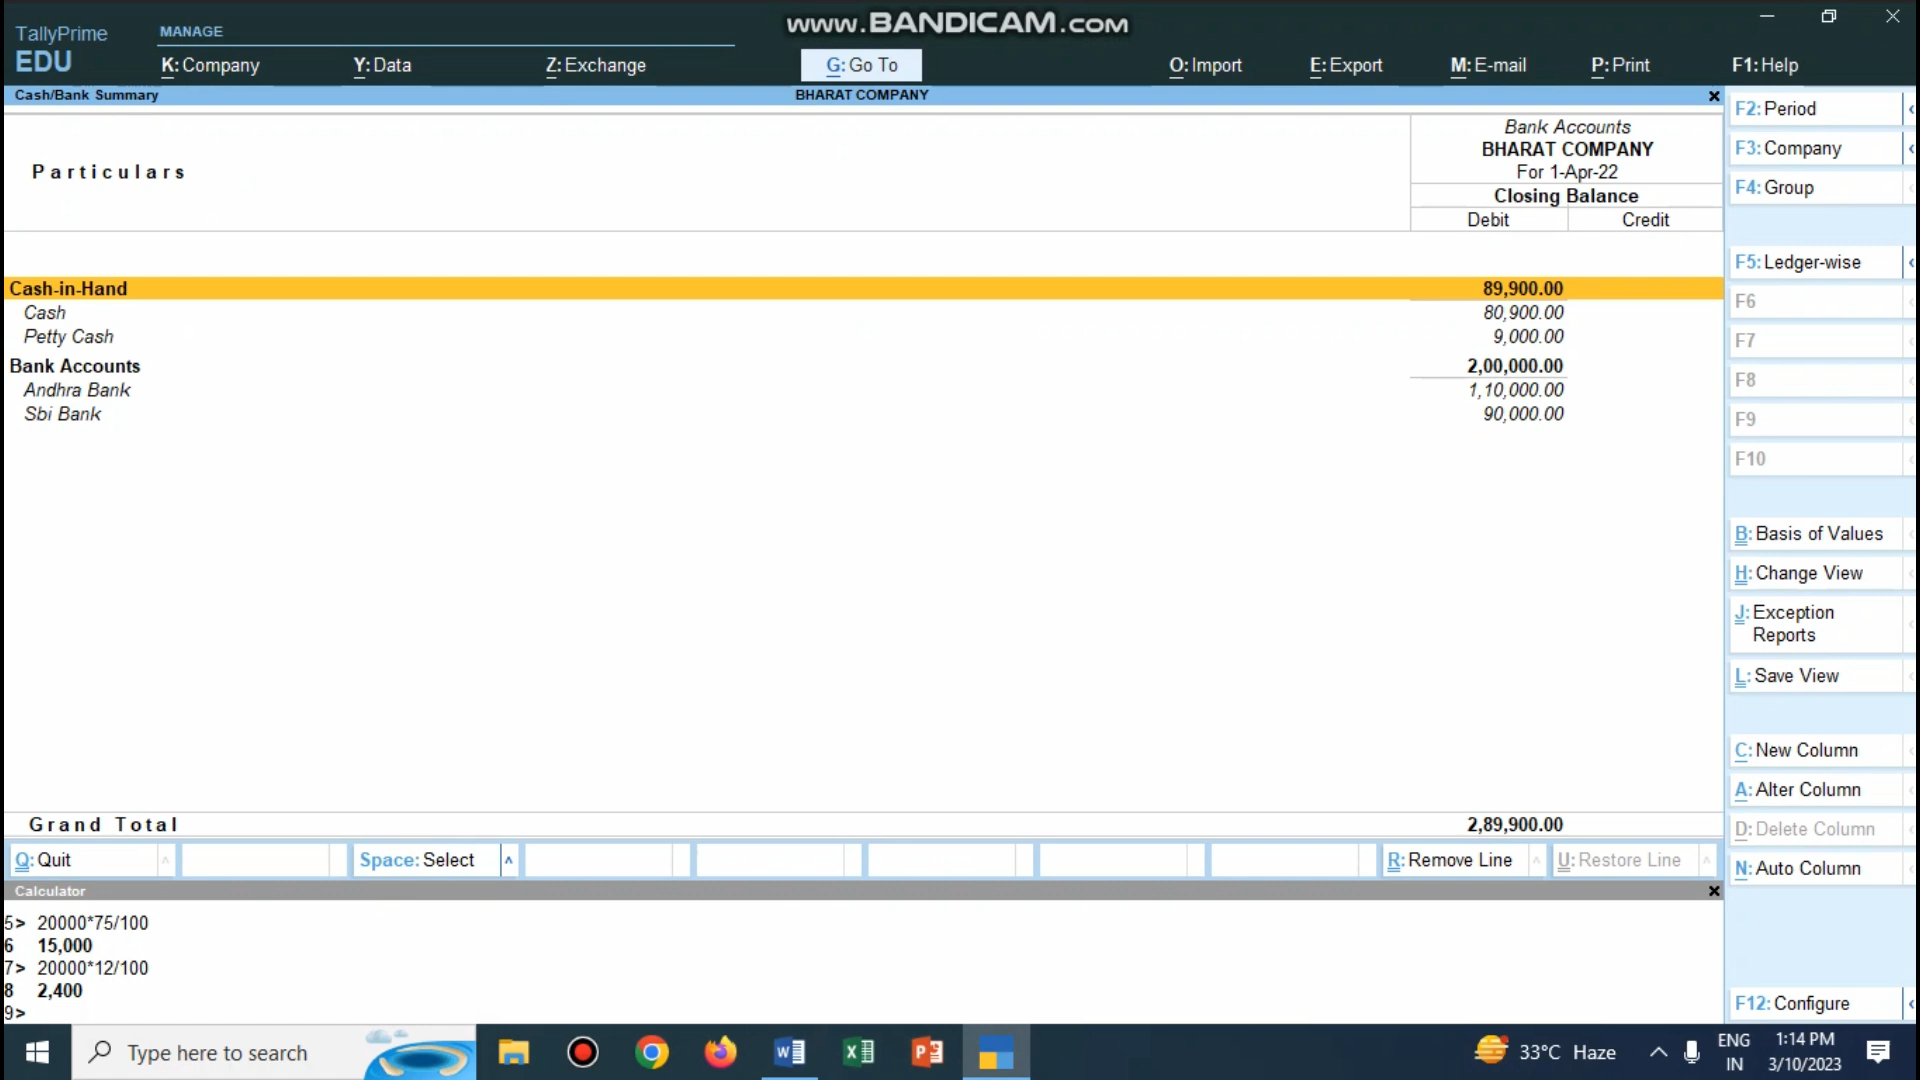 www.BANDICAM.com
TallyPrime
EDU
MANAGE
K: Company
Y: Data
Z: Exchange
G: Go To
O: Import
E: Export
M: E-mail
P: Print
F1: Help
Cash/Bank Summary
BHARAT COMPANY
Particulars
Bank Accounts
BHARAT COMPANY
For 1-Apr-22
Closing Balance
Debit Credit
Cash-in-Hand 89,900.00
Cash 80,900.00
Petty Cash 9,000.00
Bank Accounts 2,00,000.00
Andhra Bank 1,10,000.00
Sbi Bank 90,000.00
Grand Total 2,89,900.00
Q: Quit
Space: Select
R: Remove Line
U: Restore Line
F2: Period
F3: Company
F4: Group
F5: Ledger-wise
F6
F7
F8
F9
F10
B: Basis of Values
H: Change View
J: Exception
Reports
L: Save View
C: New Column
A: Alter Column
D: Delete Column
N: Auto Column
F12: Configure
Calculator
5> 20000*75/100
6 15,000
7> 20000*12/100
8 2,400
9>
Type here to search
33°C Haze
ENG
IN
1:14 PM
3/10/2023